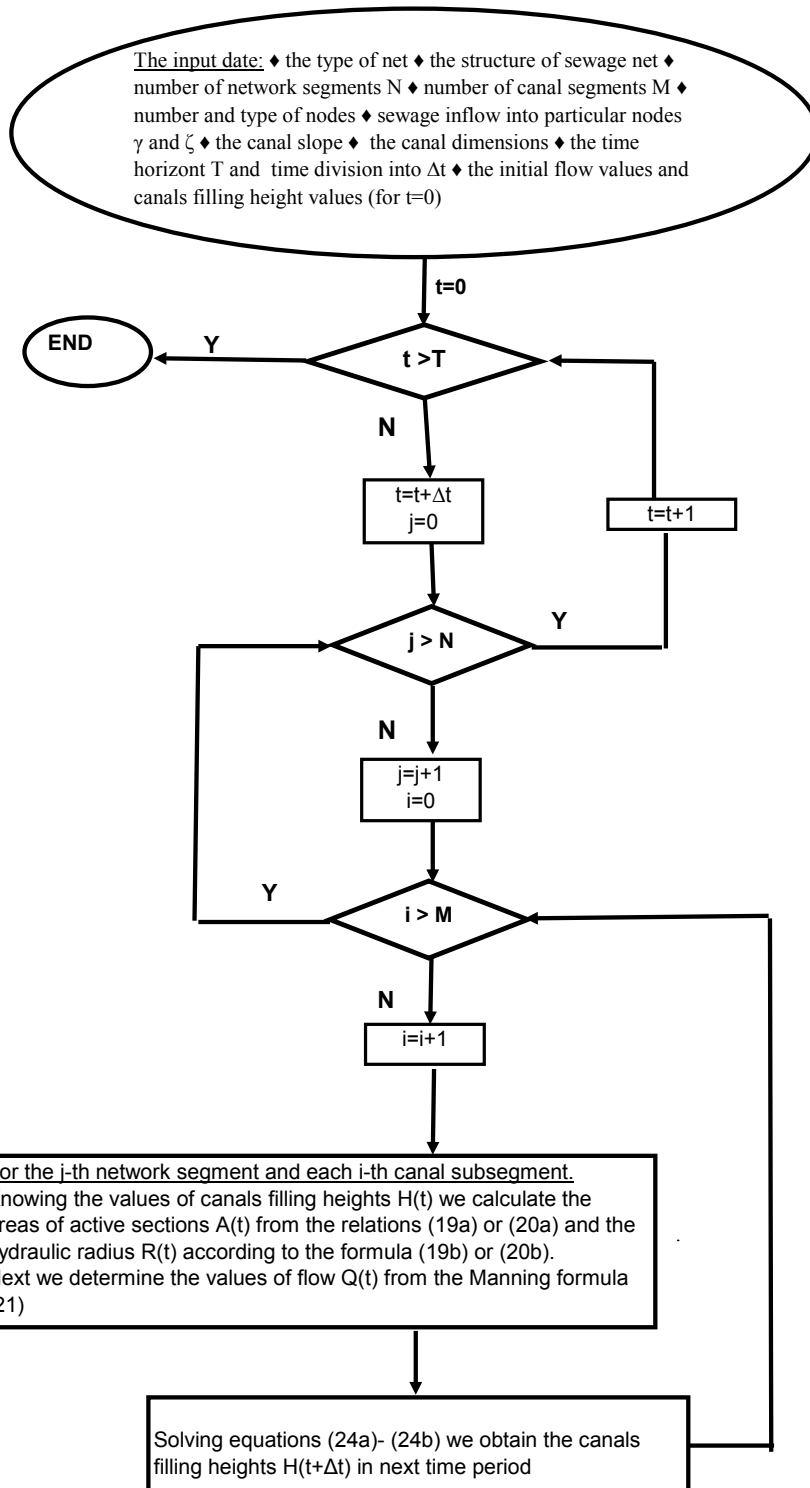 The input date: ♦ the type of net ♦ the structure of sewage net ♦
number of network segments N ♦ number of canal segments M ♦
number and type of nodes ♦ sewage inflow into particular nodes
γ and ζ ♦ the canal slope ♦ the canal dimensions ♦ the time
horizont T and time division into Δt ♦ the initial flow values and
canals filling height values (for t=0)
t=0
END
Y
t >T
N
t=t+Δt
j=0
t=t+1
j > N
Y
N
j=j+1
i=0
Y
i > M
N
i=i+1
or the j-th network segment and each i-th canal subsegment.
nowing the values of canals filling heights H(t) we calculate the
reas of active sections A(t) from the relations (19a) or (20a) and the
ydraulic radius R(t) according to the formula (19b) or (20b).
ext we determine the values of flow Q(t) from the Manning formula
21)
.
Solving equations (24a)- (24b) we obtain the canals
filling heights H(t+Δt) in next time period